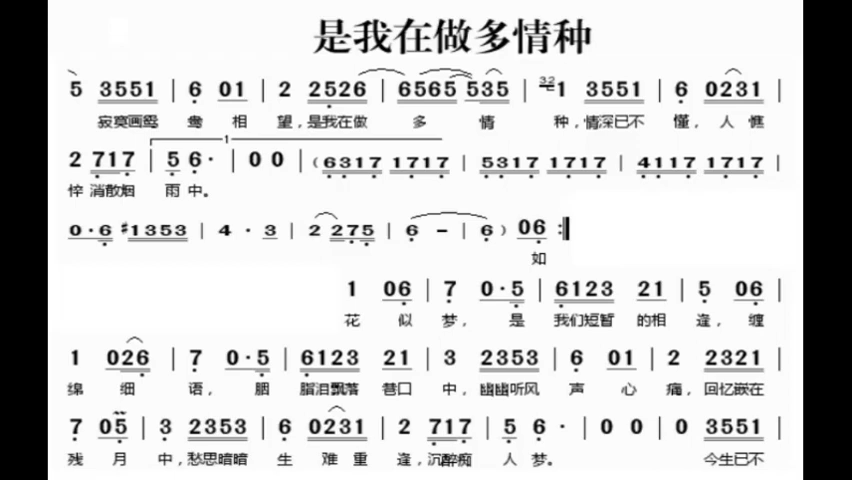 是我在做多情种
5 3551 | 6 01 | 2 2526 | 6565 535 | 32 1 3551 | 6 0231 |
寂寞画鸳 鸯 相 望,是我在做 多 情 种,情深已不 懂,人 憔
1
2 717 | 5 6· | 0 0 | (6317 1717 | 5317 1717 | 4117 1717 |
悴 消散烟 雨 中。
0·6 #1353 | 4 · 3 | 2 275 | 6 - | 6) 06 :|
如
1 06 | 7 0·5 | 6123 21 | 5 06 |
花 似 梦, 是 我们短暂 的相 逢, 缠
1 026 | 7 0·5 | 6123 21 | 3 2353 | 6 01 | 2 2321 |
绵 细 语, 胭 脂泪飘落 巷口 中,幽幽听风 声 心 痛,回忆嵌在
7 05 | 3 2353 | 6 0231 | 2 717 | 5 6· | 0 0 | 0 3551 |
残 月 中,愁思暗暗 生 难 重 逢,沉醉痴 人 梦。 今生已不